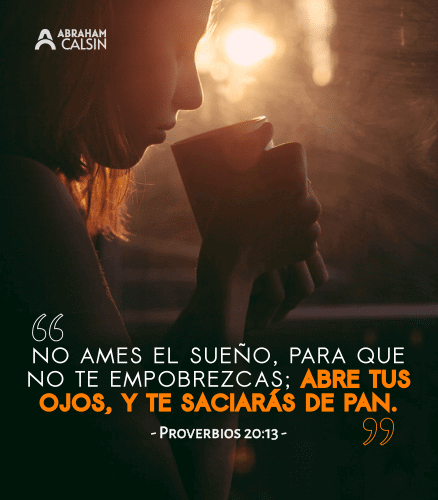 ABRAHAM
CALSIN
“
NO AMES EL SUEÑO, PARA QUE
NO TE EMPOBREZCAS; ABRE TUS
OJOS, Y TE SACIARÁS DE PAN.
- PROVERBIOS 20:13 -
”